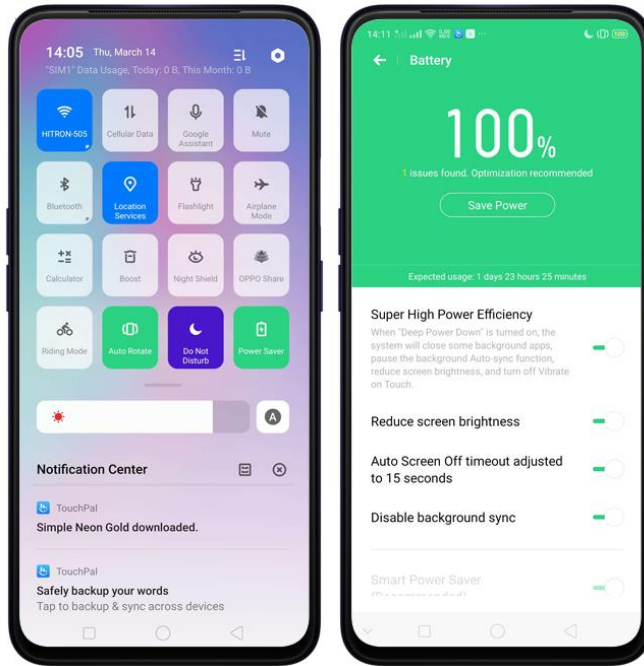 14:05 Thu, March 14
"SIM1" Data Usage, Today: 0 B, This Month: 0 B
HITRON-505
Cellular Data
Google
Assistant
Mute
Bluetooth
Location
Services
Flashlight
Airplane
Mode
Calculator
Boost
Night Shield
OPPO Share
Riding Mode
Auto Rotate
Do Not
Disturb
Power Saver
A
Notification Center
TouchPal
Simple Neon Gold downloaded.
TouchPal
Safely backup your words
Tap to backup & sync across devices
14:11
100
Battery
100%
1 issues found. Optimization recommended
Save Power
Expected usage: 1 days 23 hours 25 minutes
Super High Power Efficiency
When "Deep Power Down" is turned on, the
system will close some background apps,
pause the background Auto-sync function,
reduce screen brightness, and turn off Vibrate
on Touch.
Reduce screen brightness
Auto Screen Off timeout adjusted
to 15 seconds
Disable background sync
Smart Power Saver
(Recommended)